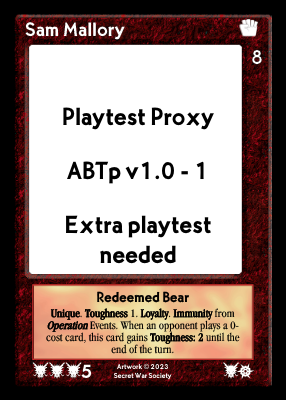 Sam Mallory
8
Playtest Proxy
ABTp v1.0 - 1
Extra playtest
needed
Redeemed Bear
Unique. Toughness 1. Loyalty. Immunity from
Operation Events. When an opponent plays a 0-
cost card, this card gains Toughness: 2 until the
end of the turn.
5
Artwork © 2023
Secret War Society